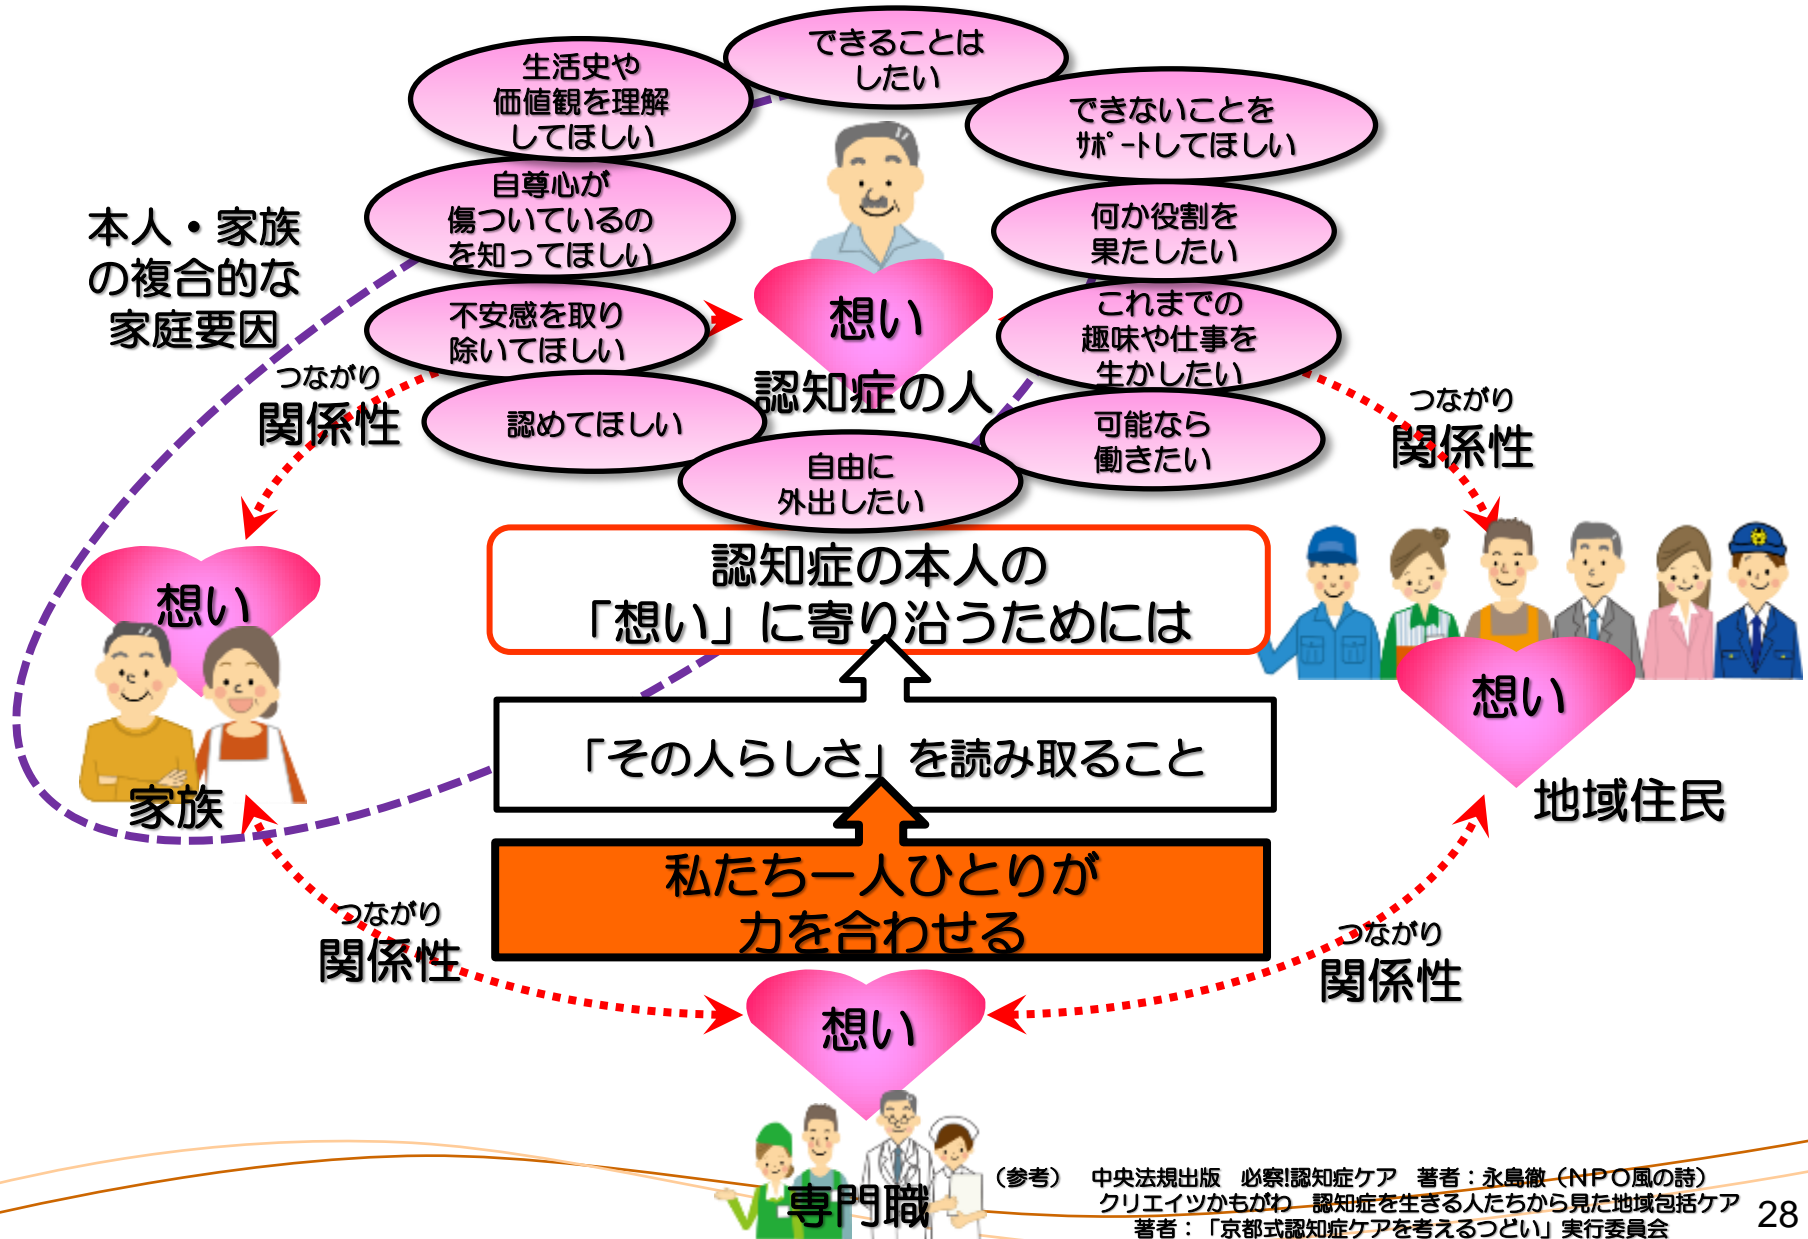 できることは
したい
生活史や
価値観を理解
してほしい
できないことを
ｻﾎﾟｰﾄしてほしい
自尊心が
傷ついているの
を知ってほしい
何か役割を
果たしたい
本人・家族
の複合的な
家庭要因
不安感を取り
除いてほしい
想い
これまでの
趣味や仕事を
生かしたい
認知症の人
つながり
関係性
つながり
関係性
認めてほしい
可能なら
働きたい
自由に
外出したい
認知症の本人の
「想い」に寄り沿うためには
想い
家族
想い
地域住民
「その人らしさ」を読み取ること
私たち一人ひとりが
力を合わせる
つながり
関係性
つながり
関係性
想い
専門職
（参考）　中央法規出版　必察!認知症ケア　著者：永島徹（ＮＰＯ風の詩）
クリエイツかもがわ　認知症を生きる人たちから見た地域包括ケア
著者：「京都式認知症ケアを考えるつどい」実行委員会
28